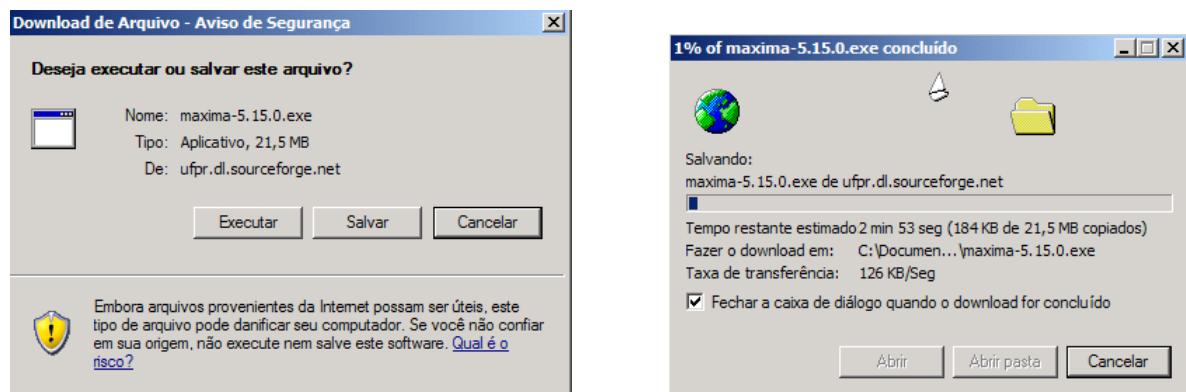 Download de Arquivo - Aviso de Segurança
Deseja executar ou salvar este arquivo?
Nome: maxima-5.15.0.exe
Tipo: Aplicativo, 21,5 MB
De: ufpr.dl.sourceforge.net
Executar Salvar Cancelar
Embora arquivos provenientes da Internet possam ser úteis, este
tipo de arquivo pode danificar seu computador. Se você não confiar
em sua origem, não execute nem salve este software. Qual é o
risco?
1% of maxima-5.15.0.exe concluído
Salvando:
maxima-5.15.0.exe de ufpr.dl.sourceforge.net
Tempo restante estimado 2 min 53 seg (184 KB de 21,5 MB copiados)
Fazer o download em: C:\Documen...\maxima-5.15.0.exe
Taxa de transferência: 126 KB/Seg
Fechar a caixa de diálogo quando o download for concluído
Abrir Abrir pasta Cancelar